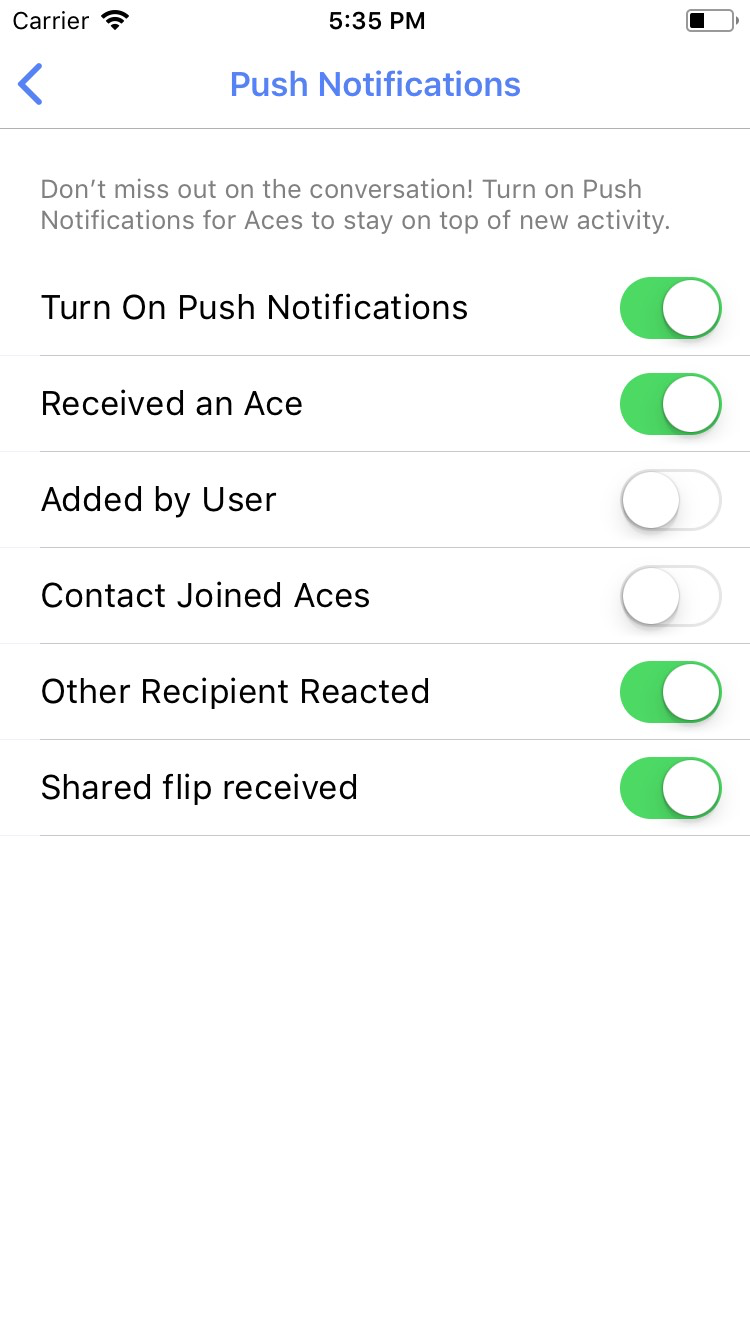 Carrier 5:35 PM
Push Notifications
Don’t miss out on the conversation! Turn on Push
Notifications for Aces to stay on top of new activity.
Turn On Push Notifications
Received an Ace
Added by User
Contact Joined Aces
Other Recipient Reacted
Shared flip received